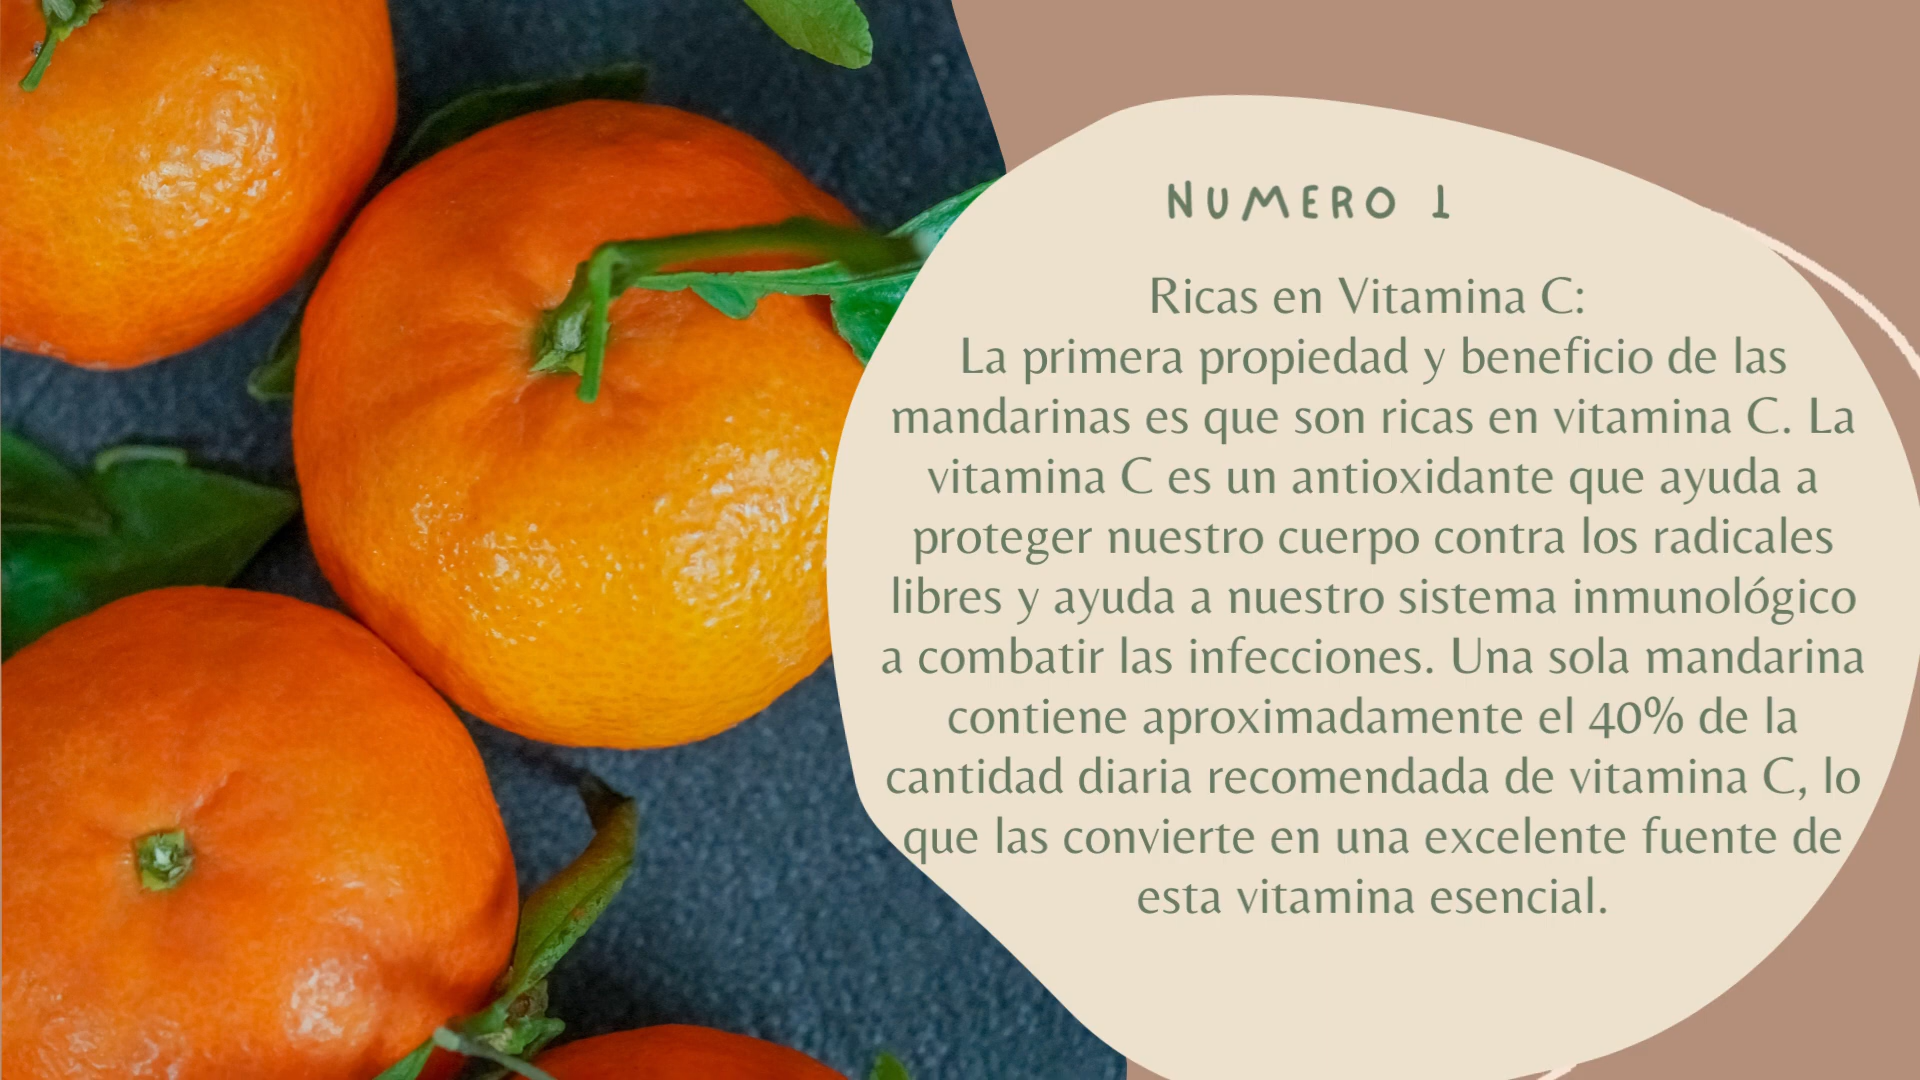 NUMERO 1
Ricas en Vitamina C:
La primera propiedad y beneficio de las
mandarinas es que son ricas en vitamina C. La
vitamina C es un antioxidante que ayuda a
proteger nuestro cuerpo contra los radicales
libres y ayuda a nuestro sistema inmunológico
a combatir las infecciones. Una sola mandarina
contiene aproximadamente el 40% de la
cantidad diaria recomendada de vitamina C, lo
que las convierte en una excelente fuente de
esta vitamina esencial.